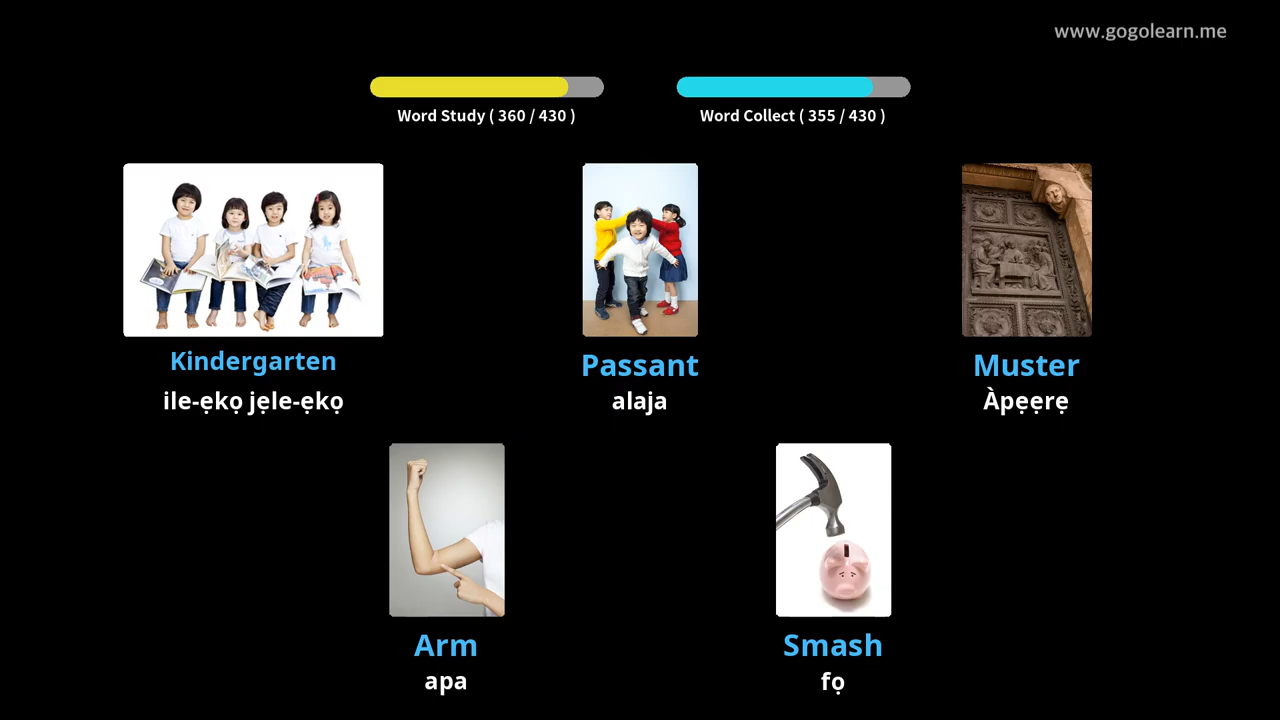 www.gogolearn.me
Word Study ( 360 / 430 )
Word Collect ( 355 / 430 )
Kindergarten
ile-ẹkọ jẹle-ẹkọ
Passant
alaja
Muster
Àpẹẹrẹ
Arm
apa
Smash
fọ